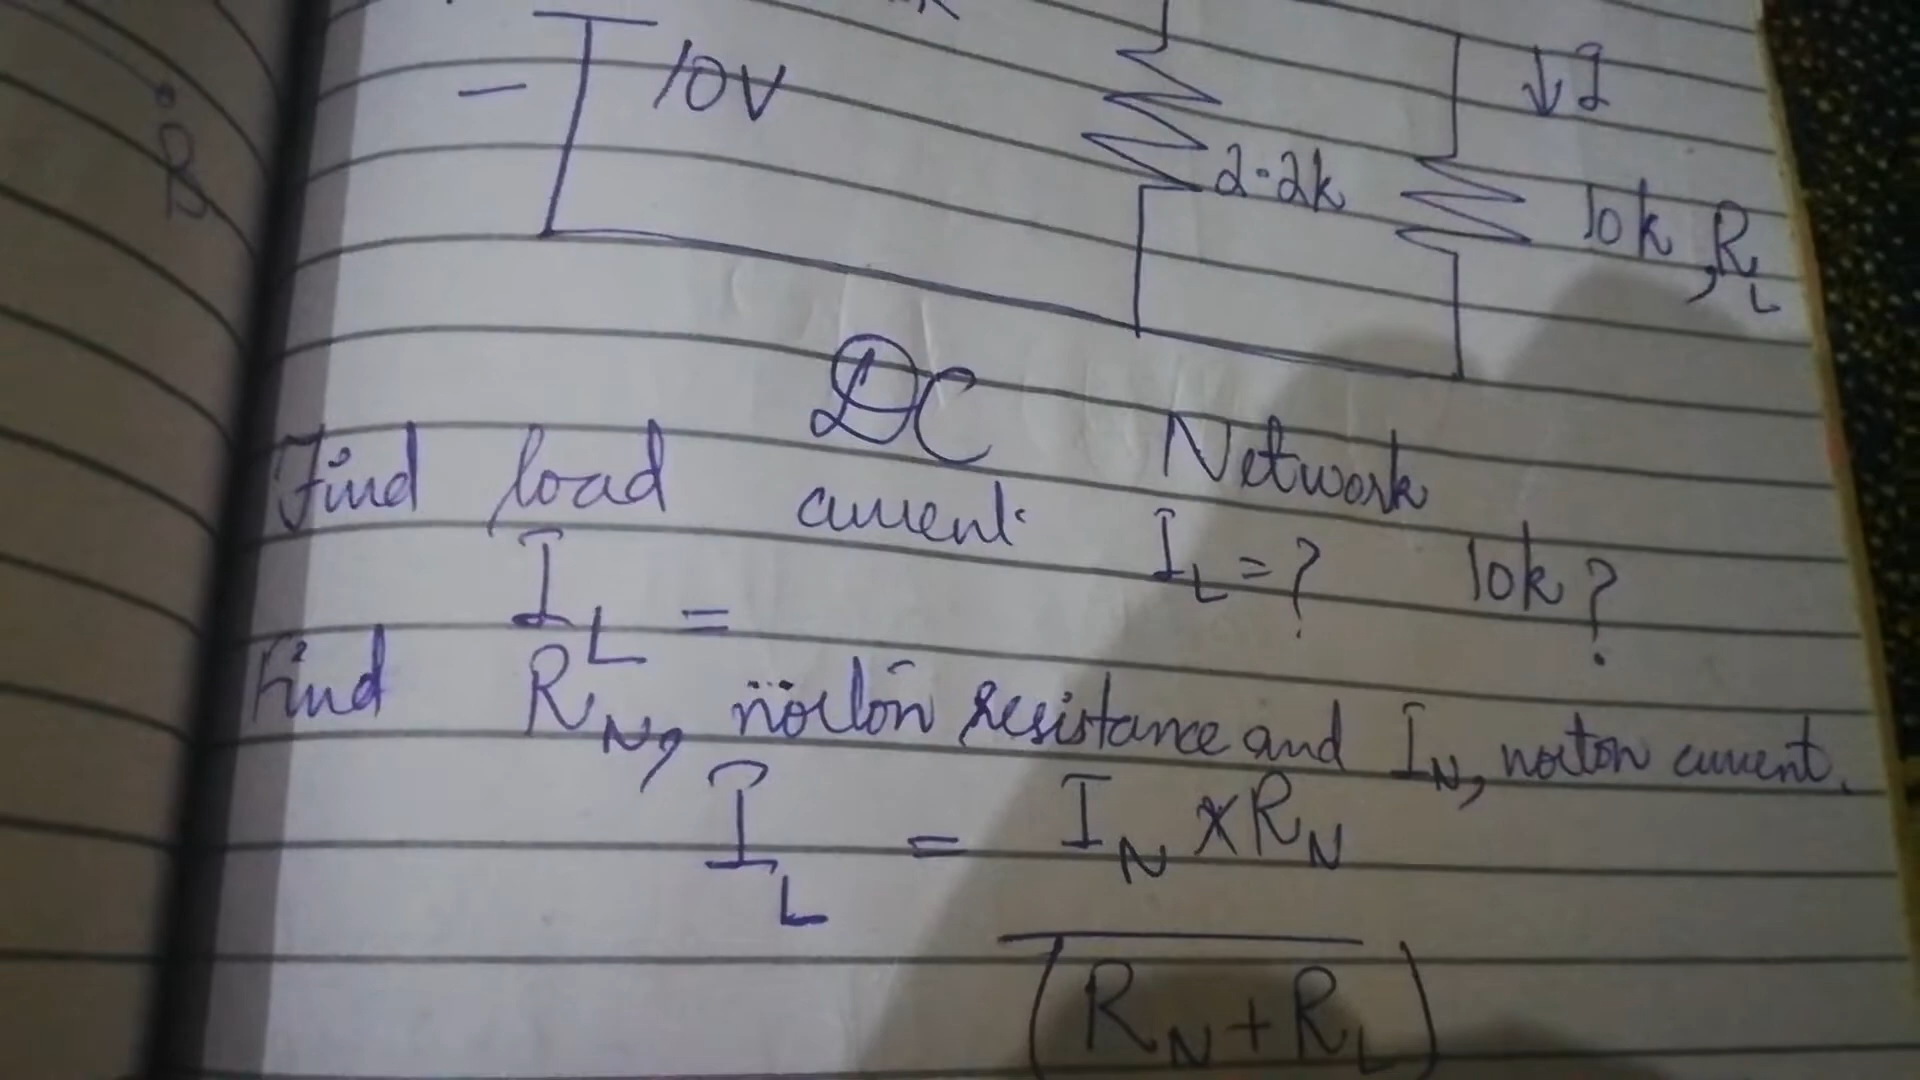 10V
I
2.2k
10k, RL
DC Network
Find load current IL = ? 10k?
IL =
Find RN, norton resistance and IN, norton current.
IL = IN × RN
(RN + RL)